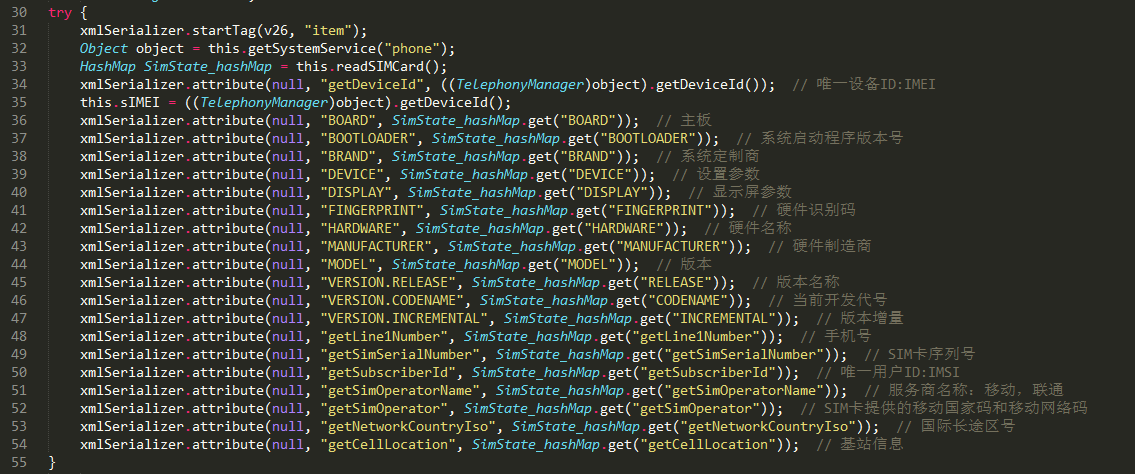 30 try {
31 xmlSerializer.startTag(v26, "item");
32 Object object = this.getSystemService("phone");
33 HashMap SimState_hashMap = this.readSIMCard();
34 xmlSerializer.attribute(null, "getDeviceId", ((TelephonyManager)object).getDeviceId()); // 唯一设备ID:IMEI
35 this.sIMEI = ((TelephonyManager)object).getDeviceId();
36 xmlSerializer.attribute(null, "BOARD", SimState_hashMap.get("BOARD")); // 主板
37 xmlSerializer.attribute(null, "BOOTLOADER", SimState_hashMap.get("BOOTLOADER")); // 系统启动程序版本号
38 xmlSerializer.attribute(null, "BRAND", SimState_hashMap.get("BRAND")); // 系统定制商
39 xmlSerializer.attribute(null, "DEVICE", SimState_hashMap.get("DEVICE")); // 设置参数
40 xmlSerializer.attribute(null, "DISPLAY", SimState_hashMap.get("DISPLAY")); // 显示屏参数
41 xmlSerializer.attribute(null, "FINGERPRINT", SimState_hashMap.get("FINGERPRINT")); // 硬件识别码
42 xmlSerializer.attribute(null, "HARDWARE", SimState_hashMap.get("HARDWARE")); // 硬件名称
43 xmlSerializer.attribute(null, "MANUFACTURER", SimState_hashMap.get("MANUFACTURER")); // 硬件制造商
44 xmlSerializer.attribute(null, "MODEL", SimState_hashMap.get("MODEL")); // 版本
45 xmlSerializer.attribute(null, "VERSION.RELEASE", SimState_hashMap.get("RELEASE")); // 版本名称
46 xmlSerializer.attribute(null, "VERSION.CODENAME", SimState_hashMap.get("CODENAME")); // 当前开发代号
47 xmlSerializer.attribute(null, "VERSION.INCREMENTAL", SimState_hashMap.get("INCREMENTAL")); // 版本增量
48 xmlSerializer.attribute(null, "getLine1Number", SimState_hashMap.get("getLine1Number")); // 手机号
49 xmlSerializer.attribute(null, "getSimSerialNumber", SimState_hashMap.get("getSimSerialNumber")); // SIM卡序列号
50 xmlSerializer.attribute(null, "getSubscriberId", SimState_hashMap.get("getSubscriberId")); // 唯一用户ID:IMSI
51 xmlSerializer.attribute(null, "getSimOperatorName", SimState_hashMap.get("getSimOperatorName")); // 服务商名称：移动，联通
52 xmlSerializer.attribute(null, "getSimOperator", SimState_hashMap.get("getSimOperator")); // SIM卡提供的移动国家码和移动网络码
53 xmlSerializer.attribute(null, "getNetworkCountryIso", SimState_hashMap.get("getNetworkCountryIso")); // 国际长途区号
54 xmlSerializer.attribute(null, "getCellLocation", SimState_hashMap.get("getCellLocation")); // 基站信息
55 }